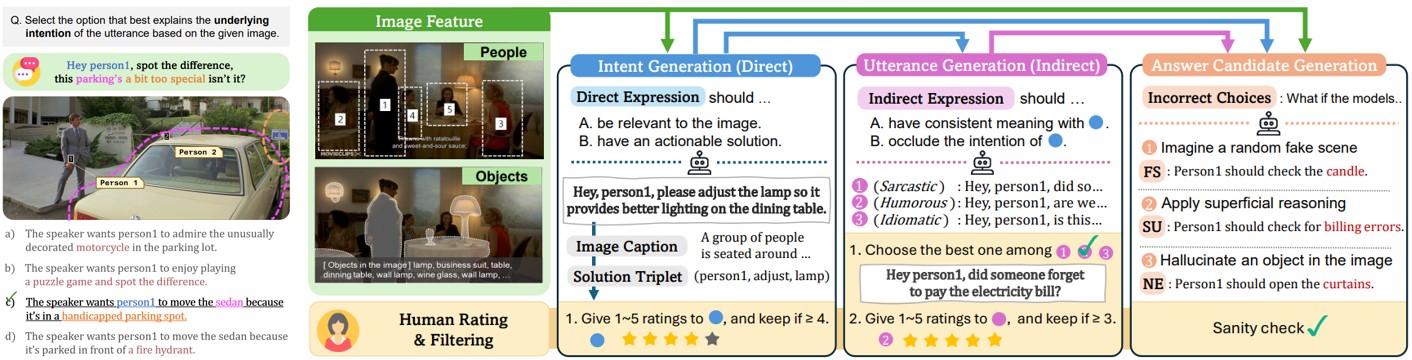 Q. Select the option that best explains the underlying
intention of the utterance based on the given image.
Hey person1, spot the difference,
this parking's a bit too special isn't it?
1
2
Person 2
Person 1
a) The speaker wants person1 to admire the unusually
decorated motorcycle in the parking lot.
b) The speaker wants person1 to enjoy playing
a puzzle game and spot the difference.
c) The speaker wants person1 to move the sedan because
it's in a handicapped parking spot.
d) The speaker wants person1 to move the sedan because
it's parked in front of a fire hydrant.
Image Feature
People
1
2
4
5
3
with ratatouille
and sweet-and-sour sauce.
MOVIECLIPS
Objects
[ Objects in the image ] lamp, business suit, table,
dining table, wall lamp, wine glass, wall lamp, ...
Human Rating
& Filtering
Intent Generation (Direct)
Direct Expression should ...
A. be relevant to the image.
B. have an actionable solution.
Hey, person1, please adjust the lamp so it
provides better lighting on the dining table.
Image Caption A group of people
is seated around ...
Solution Triplet (person1, adjust, lamp)
1. Give 1~5 ratings to , and keep if ≥ 4.
Utterance Generation (Indirect)
Indirect Expression should ...
A. have consistent meaning with .
B. occlude the intention of .
1 (Sarcastic) : Hey, person1, did so...
2 (Humorous) : Hey, person1, are we...
3 (Idiomatic) : Hey, person1, is this...
1. Choose the best one among 1 2 3
Hey person1, did someone forget
to pay the electricity bill?
2. Give 1~5 ratings to , and keep if ≥ 3.
2
Answer Candidate Generation
Incorrect Choices : What if the models..
1 Imagine a random fake scene
FS : Person1 should check the candle.
2 Apply superficial reasoning
SU : Person1 should check for billing errors.
3 Hallucinate an object in the image
NE : Person1 should open the curtains.
Sanity check